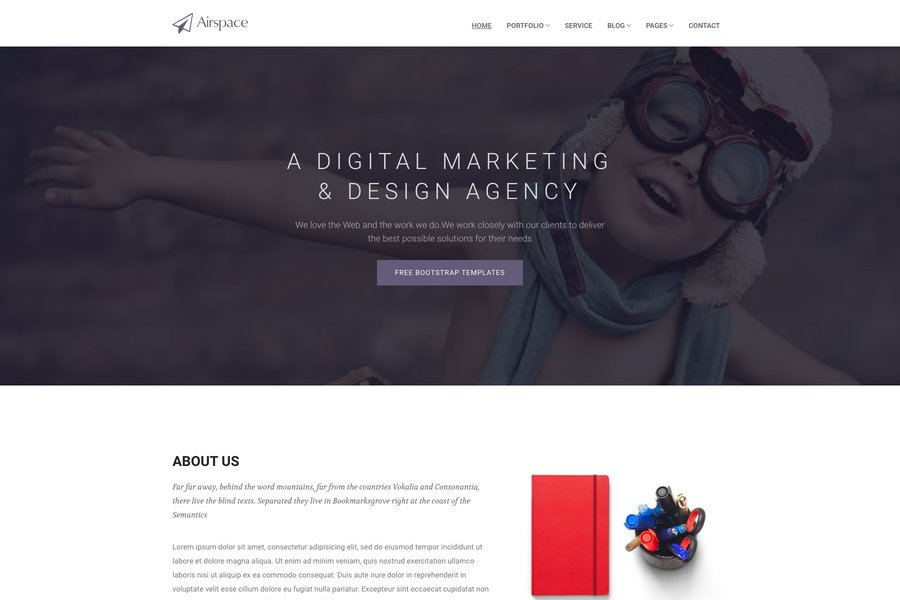 Airspace
HOME PORTFOLIO SERVICE BLOG PAGES CONTACT
A DIGITAL MARKETING
& DESIGN AGENCY
We love the Web and the work we do.We work closely with our clients to deliver
the best possible solutions for their needs
FREE BOOTSTRAP TEMPLATES
ABOUT US
Far far away, behind the word mountains, far from the countries Vokalia and Consonantia,
there live the blind texts. Separated they live in Bookmarksgrove right at the coast of the
Semantics
Lorem ipsum dolor sit amet, consectetur adipisicing elit, sed do eiusmod tempor incididunt ut
labore et dolore magna aliqua. Ut enim ad minim veniam, quis nostrud exercitation ullamco
laboris nisi ut aliquip ex ea commodo consequat. Duis aute irure dolor in reprehenderit in
voluptate velit esse cillum dolore eu fugiat nulla pariatur. Excepteur sint occaecat cupidatat non